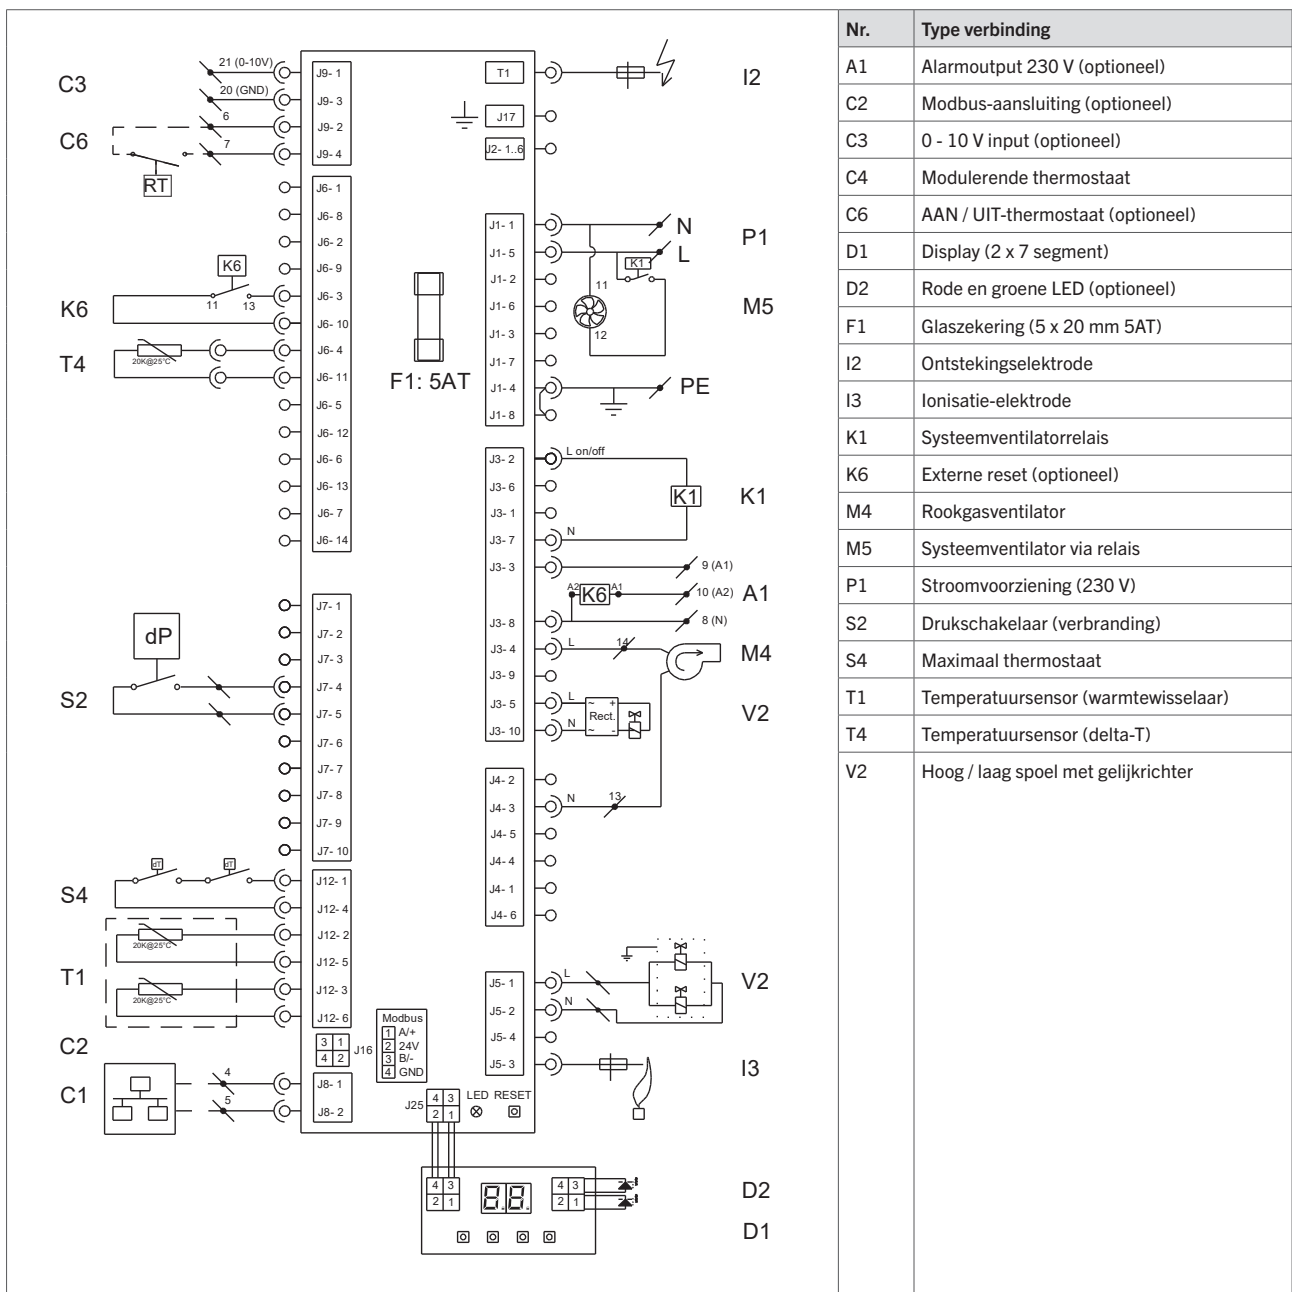 C3
21 (0-10V)
20 (GND)
C6
6
7
RT
J9- 1
J9- 3
J9- 2
J9- 4
J6- 1
J6- 8
J6- 2
J6- 9
J6- 3
J6- 10
J6- 4
J6- 11
J6- 5
J6- 12
J6- 6
J6- 13
J6- 7
J6- 14
K6
K6
11 13
T4
20K@25°C
J7- 1
J7- 2
J7- 3
J7- 4
J7- 5
J7- 6
J7- 7
J7- 8
J7- 9
J7- 10
dP
S2
S4
dT dT
J12- 1
J12- 4
J12- 2
J12- 5
J12- 3
J12- 6
T1
20K@25°C
20K@25°C
C2
C1
4
5
J8- 1
J8- 2
3 1
4 2
J16
Modbus
1 A/+
2 24V
3 B/-
4 GND
J25
4 3
2 1
LED RESET
F1: 5AT
T1
J17
J2- 1..6
I2
J1- 1
J1- 5
J1- 2
J1- 6
J1- 3
J1- 7
J1- 4
J1- 8
N
L
P1
K1
11
12
M5
PE
J3- 2
J3- 6
J3- 1
J3- 7
J3- 3
J3- 8
J3- 4
J3- 9
J3- 5
J3- 10
L on/off
K1
K1
N
9 (A1)
A2 K6 A1
10 (A2)
A1
8 (N)
L
14
M4
L
N
~ +
Rect.
~ -
V2
J4- 2
J4- 3
J4- 5
J4- 4
J4- 1
J4- 6
N
13
J5- 1
J5- 2
J5- 4
J5- 3
L
N
V2
I3
4 3
2 1
8.8.
4 3
2 1
D2
D1
Nr. Type verbinding
A1 Alarmoutput 230 V (optioneel)
C2 Modbus-aansluiting (optioneel)
C3 0 - 10 V input (optioneel)
C4 Modulerende thermostaat
C6 AAN / UIT-thermostaat (optioneel)
D1 Display (2 x 7 segment)
D2 Rode en groene LED (optioneel)
F1 Glaszekering (5 x 20 mm 5AT)
I2 Ontstekingselektrode
I3 Ionisatie-elektrode
K1 Systeemventilatorrelais
K6 Externe reset (optioneel)
M4 Rookgasventilator
M5 Systeemventilator via relais
P1 Stroomvoorziening (230 V)
S2 Drukschakelaar (verbranding)
S4 Maximaal thermostaat
T1 Temperatuursensor (warmtewisselaar)
T4 Temperatuursensor (delta-T)
V2 Hoog / laag spoel met gelijkrichter